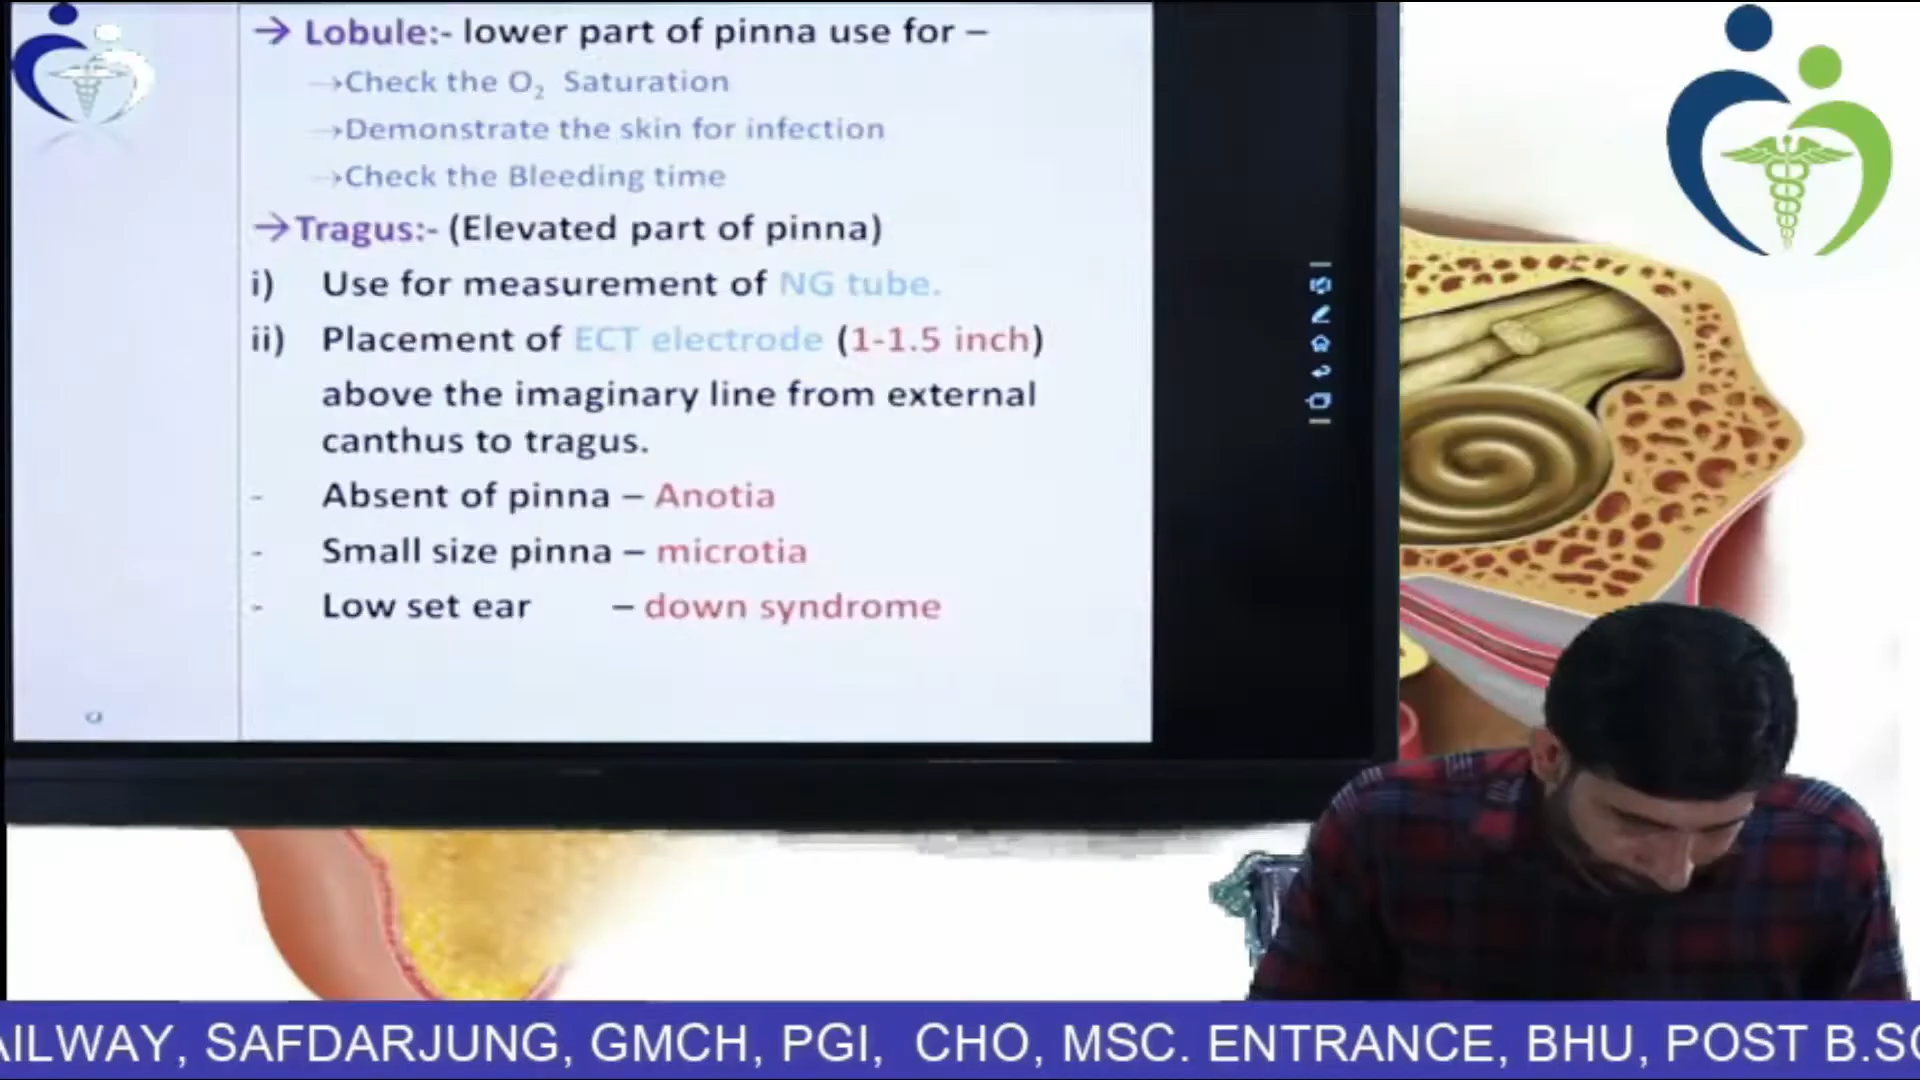 → Lobule:- lower part of pinna use for –
→Check the O₂ Saturation
→Demonstrate the skin for infection
→Check the Bleeding time
→Tragus:- (Elevated part of pinna)
i) Use for measurement of NG tube.
ii) Placement of ECT electrode (1-1.5 inch)
above the imaginary line from external
canthus to tragus.
- Absent of pinna – Anotia
- Small size pinna – microtia
- Low set ear – down syndrome
AILWAY, SAFDARJUNG, GMCH, PGI, CHO, MSC. ENTRANCE, BHU, POST B.SC